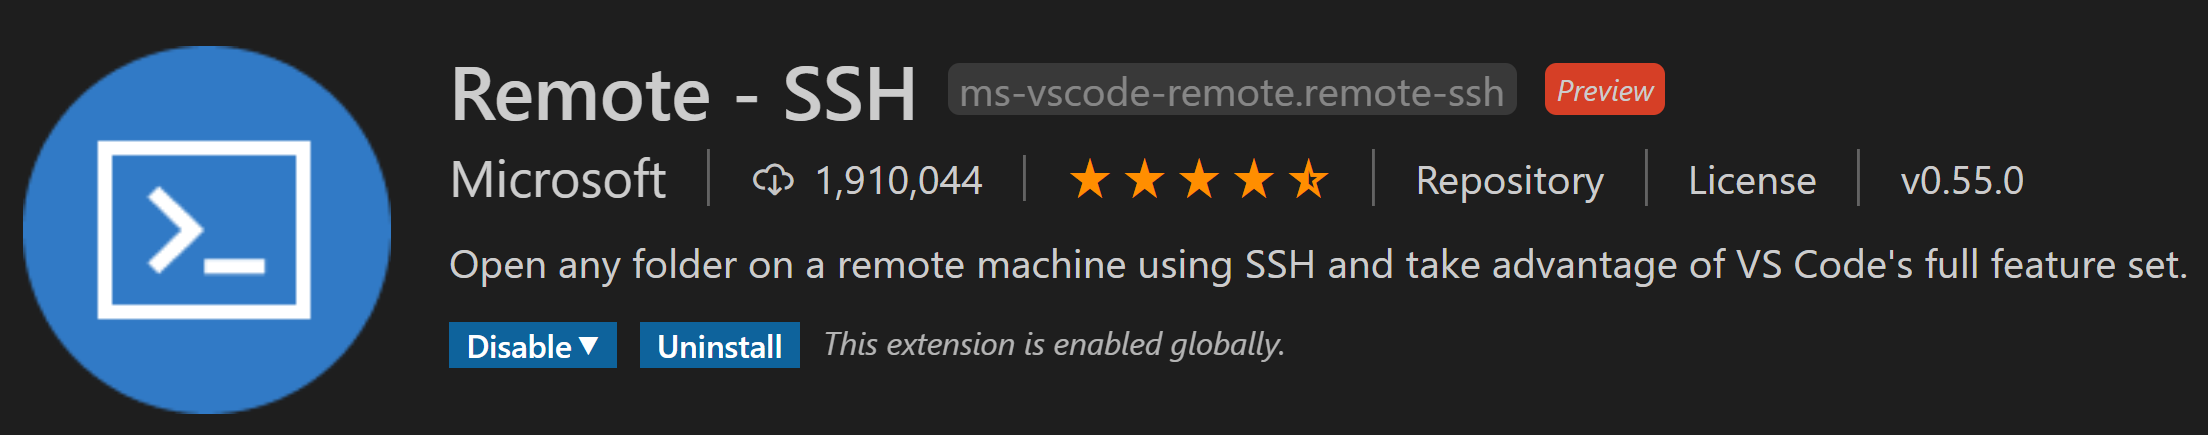 Remote - SSH ms-vscode-remote.remote-ssh Preview
Microsoft 1,910,044 Repository License v0.55.0
Open any folder on a remote machine using SSH and take advantage of VS Code's full feature set.
Disable Uninstall This extension is enabled globally.